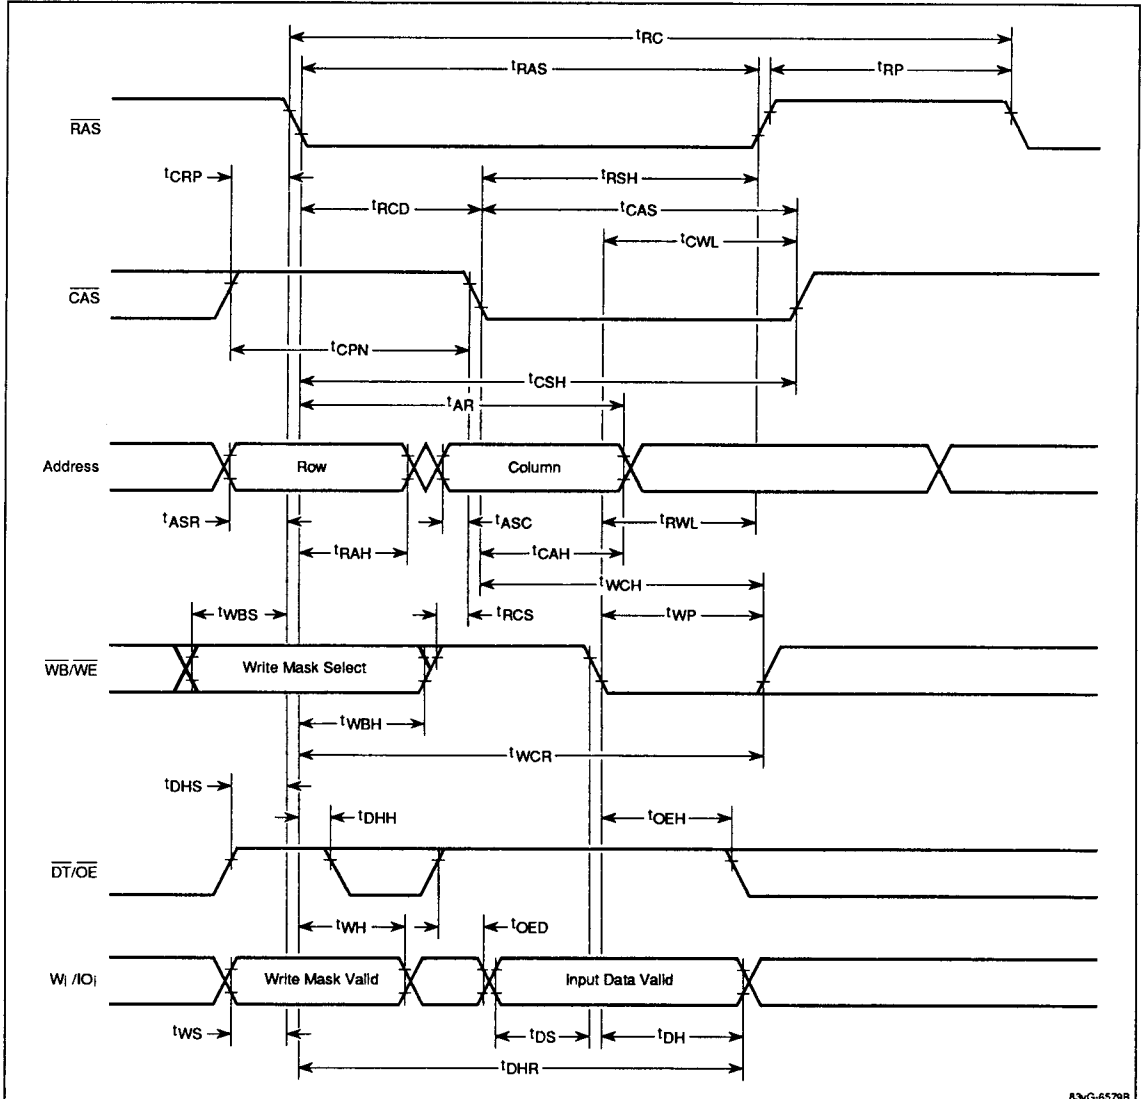 tRC
tRAS
tRP
RAS
tCRP
tRSH
tRCD
tCAS
tCWL
CAS
tCPN
tCSH
tAR
Address
Row
Column
tASR
tASC
tRWL
tRAH
tCAH
tWCH
tWBS
tRCS
tWP
WB/WE
Write Mask Select
tWBH
tWCR
tDHS
tDHH
tOEH
DT/OE
tWH
tOED
Wi /IOi
Write Mask Valid
Input Data Valid
tWS
tDS
tDH
tDHR
83vG-6579B